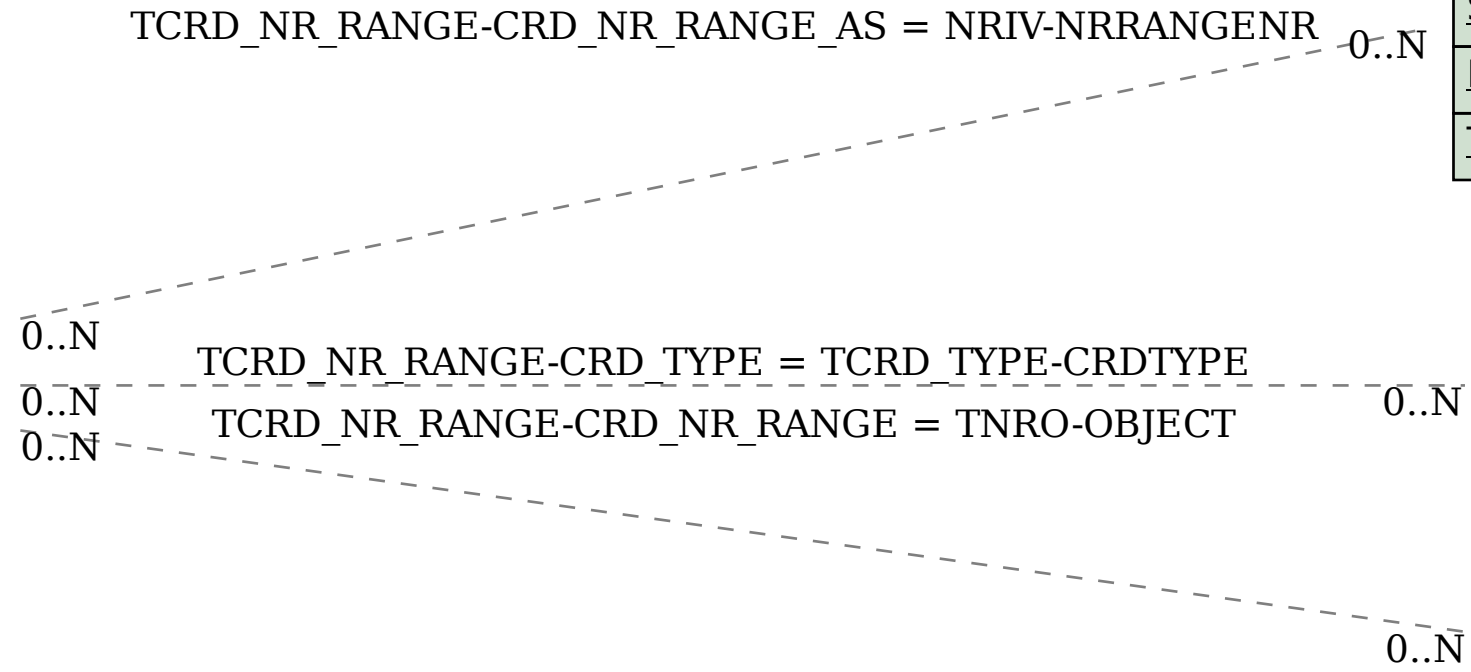 TCRD_NR_RANGE-CRD_NR_RANGE_AS = NRIV-NRRANGENR
0..N
0..N
TCRD_NR_RANGE-CRD_TYPE = TCRD_TYPE-CRDTYPE
0..N
0..N
TCRD_NR_RANGE-CRD_NR_RANGE = TNRO-OBJECT
0..N
0..N